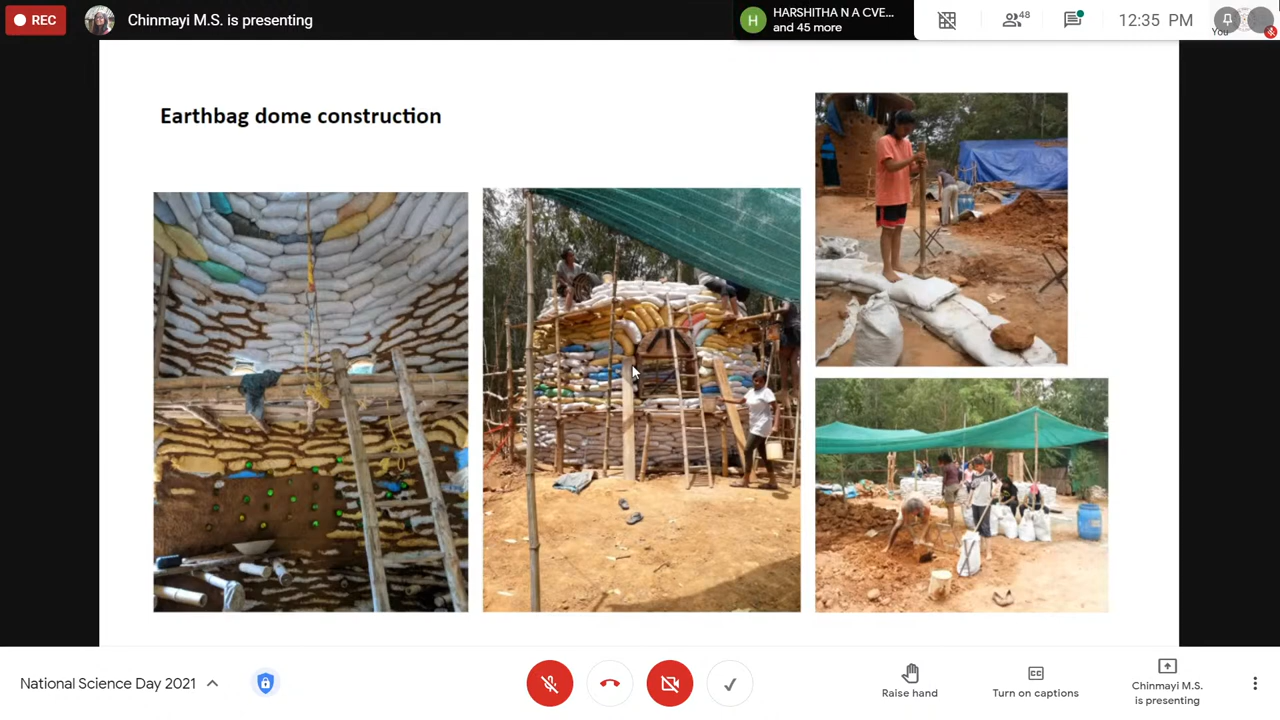 REC
Chinmayi M.S. is presenting
H
HARSHITHA N A CVE...
and 45 more
48
12:35 PM
You
Earthbag dome construction
National Science Day 2021
Raise hand
CC
Turn on captions
Chinmayi M.S.
is presenting